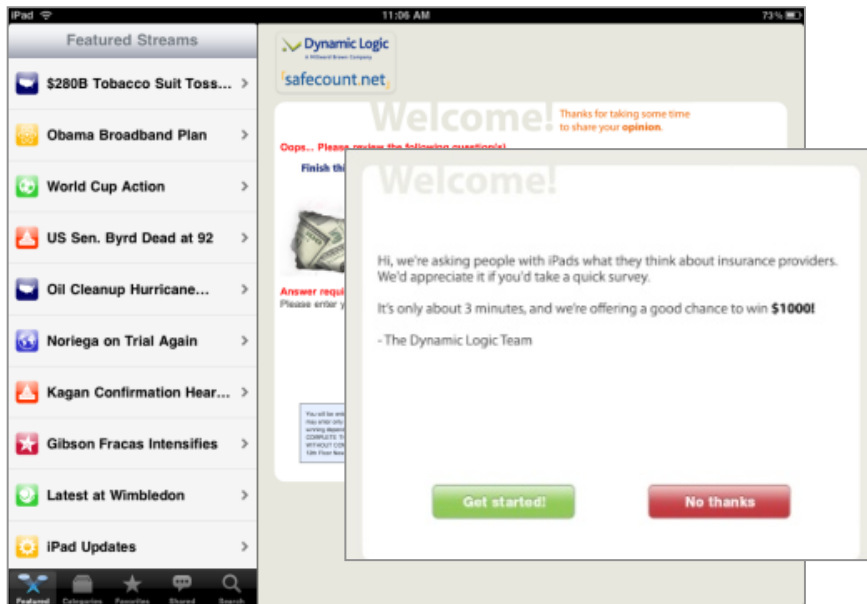 iPad
11:06 AM
73%
Featured Streams
$280B Tobacco Suit Toss...
Obama Broadband Plan
World Cup Action
US Sen. Byrd Dead at 92
Oil Cleanup Hurricane...
Noriega on Trial Again
Kagan Confirmation Hear...
Gibson Fracas Intensifies
Latest at Wimbledon
iPad Updates
Featured Categories Favorites Shared Search
Dynamic Logic
A Millward Brown Company
safecount.net
Welcome!
Thanks for taking some time
to share your opinion.
Oops... Please review the following question(s)
Finish thi
Answer requi
Please enter y
Welcome!
Hi, we're asking people with iPads what they think about insurance providers.
We'd appreciate it if you'd take a quick survey.
It's only about 3 minutes, and we're offering a good chance to win $1000!
- The Dynamic Logic Team
Get started!
No thanks